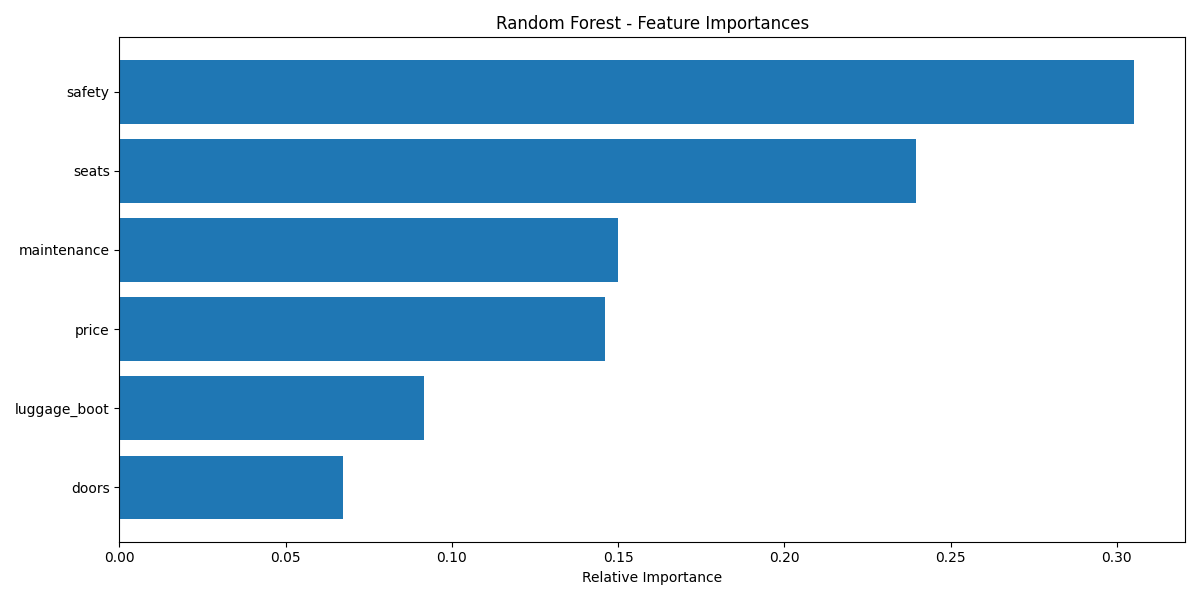 Random Forest - Feature Importances
safety
seats
maintenance
price
luggage_boot
doors
0.00 0.05 0.10 0.15 0.20 0.25 0.30
Relative Importance